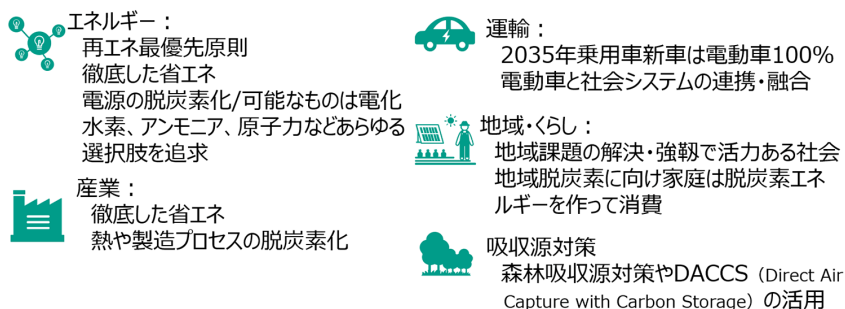 エネルギー：
再エネ最優先原則
徹底した省エネ
電源の脱炭素化/可能なものは電化
水素、アンモニア、原子力などあらゆる
選択肢を追求
産業：
徹底した省エネ
熱や製造プロセスの脱炭素化
運輸：
2035年乗用車新車は電動車100%
電動車と社会システムの連携・融合
地域・くらし：
地域課題の解決・強靱で活力ある社会
地域脱炭素に向け家庭は脱炭素エネ
ルギーを作って消費
吸収源対策
森林吸収源対策やDACCS（Direct Air
Capture with Carbon Storage）の活用